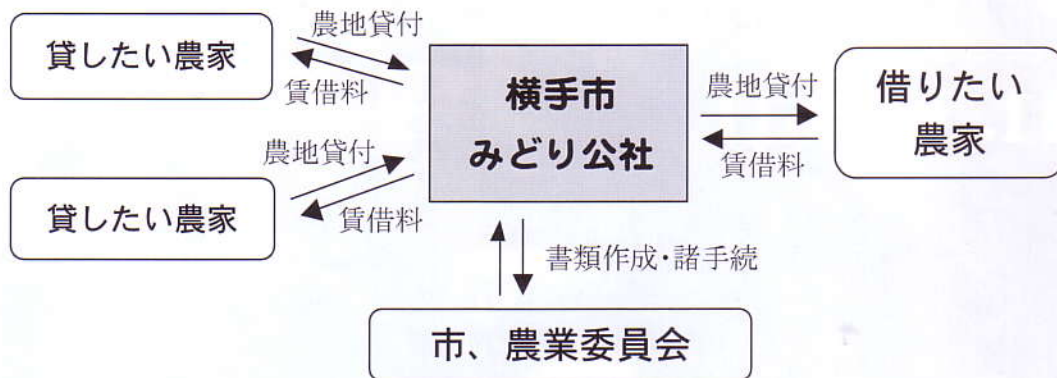 貸したい農家
農地貸付
賃借料
農地貸付
賃借料
貸したい農家
横手市
みどり公社
農地貸付
賃借料
借りたい
農家
書類作成・諸手続
市、農業委員会